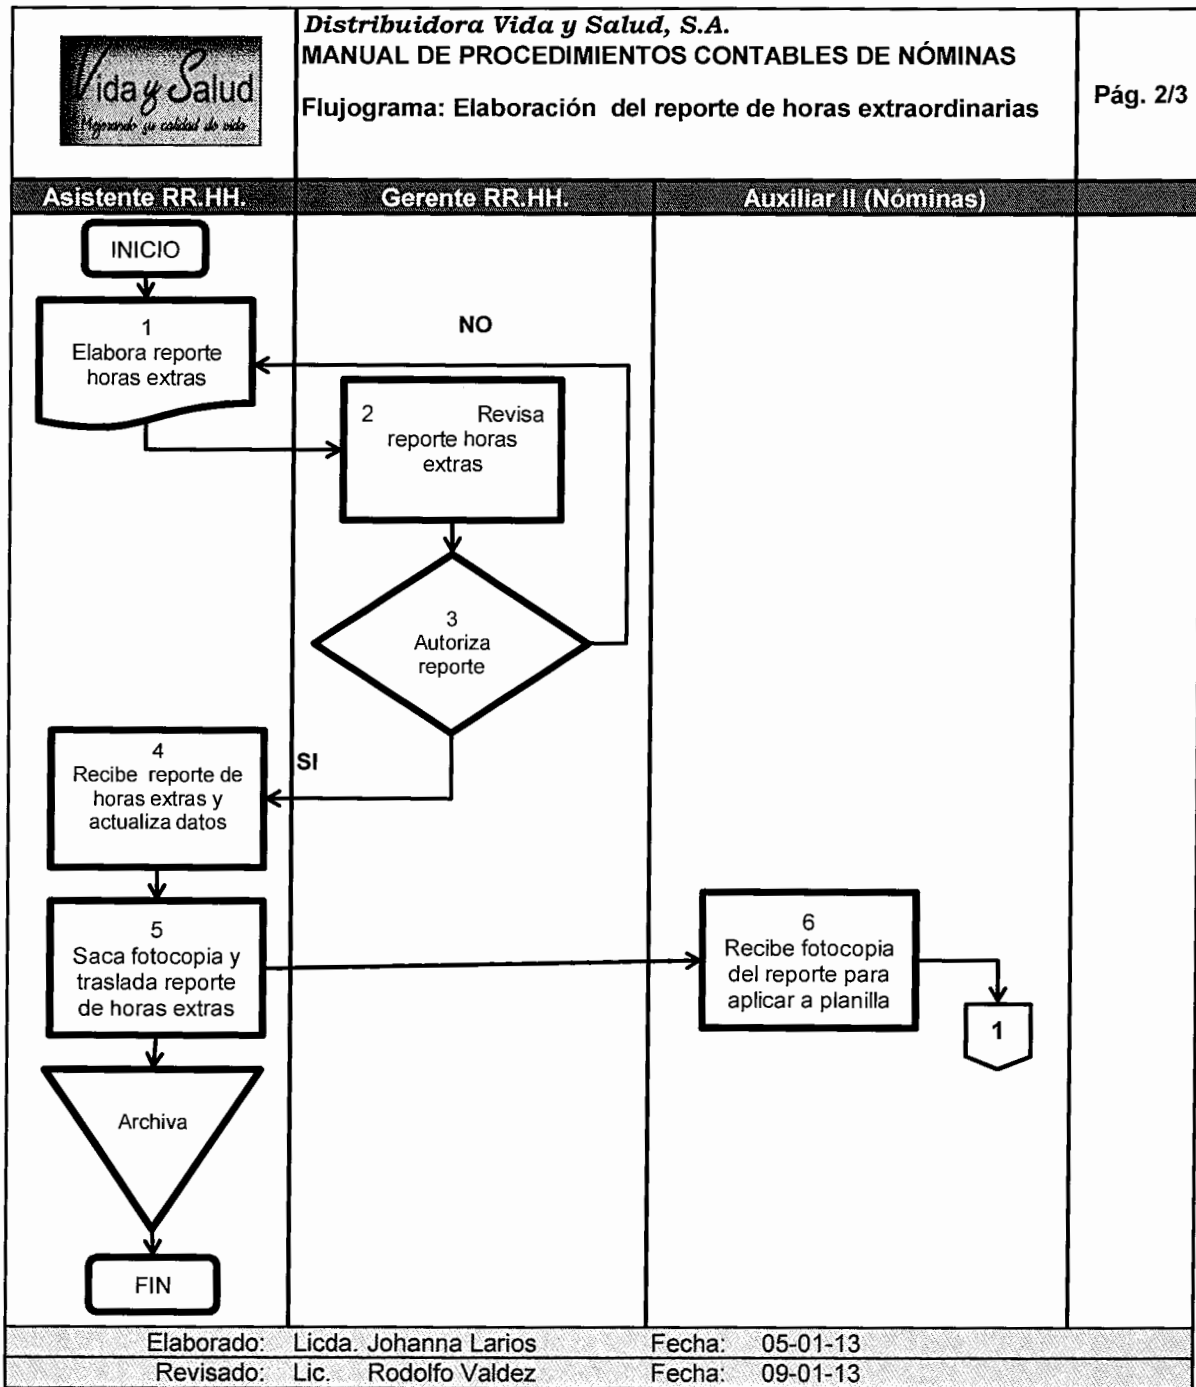 Vida y Salud
Mejorando su calidad de vida
Distribuidora Vida y Salud, S.A.
MANUAL DE PROCEDIMIENTOS CONTABLES DE NÓMINAS
Flujograma: Elaboración del reporte de horas extraordinarias
Pág. 2/3
Asistente RR.HH.
Gerente RR.HH.
Auxiliar II (Nóminas)
INICIO
1
Elabora reporte
horas extras
NO
2 Revisa
reporte horas
extras
3
Autoriza
reporte
SI
4
Recibe reporte de
horas extras y
actualiza datos
5
Saca fotocopia y
traslada reporte
de horas extras
6
Recibe fotocopia
del reporte para
aplicar a planilla
1
Archiva
FIN
Elaborado: Licda. Johanna Larios Fecha: 05-01-13
Revisado: Lic. Rodolfo Valdez Fecha: 09-01-13